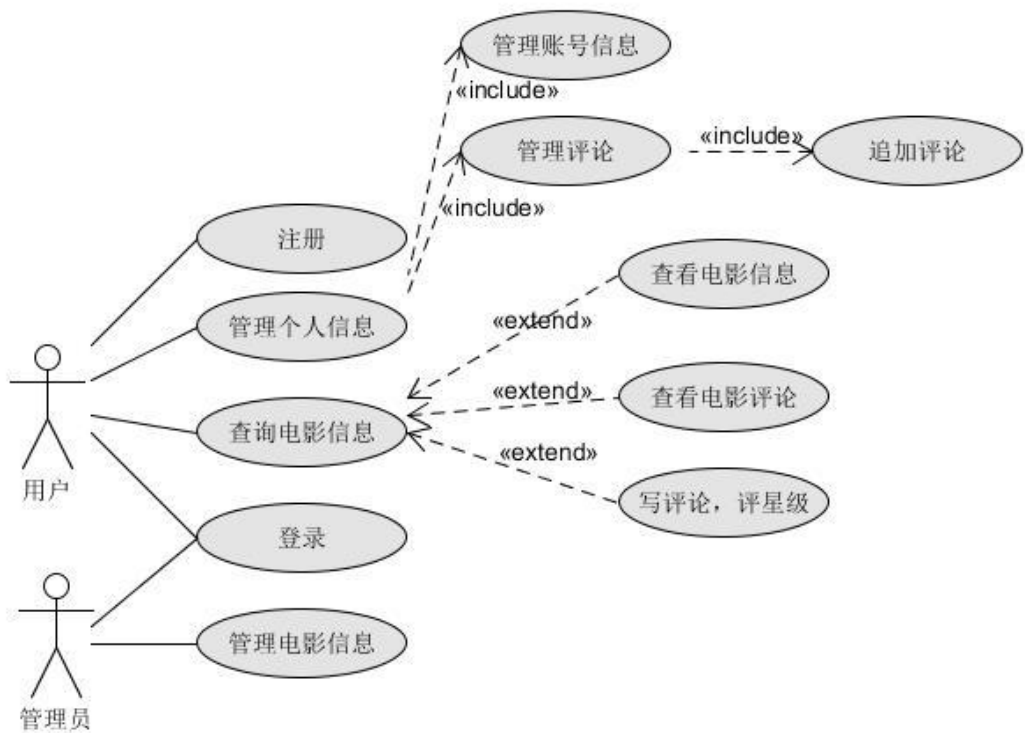 管理账号信息
«include»
管理评论
«include»
追加评论
«include»
注册
查看电影信息
管理个人信息
«extend»
«extend»
查看电影评论
查询电影信息
«extend»
用户
写评论，评星级
登录
管理电影信息
管理员